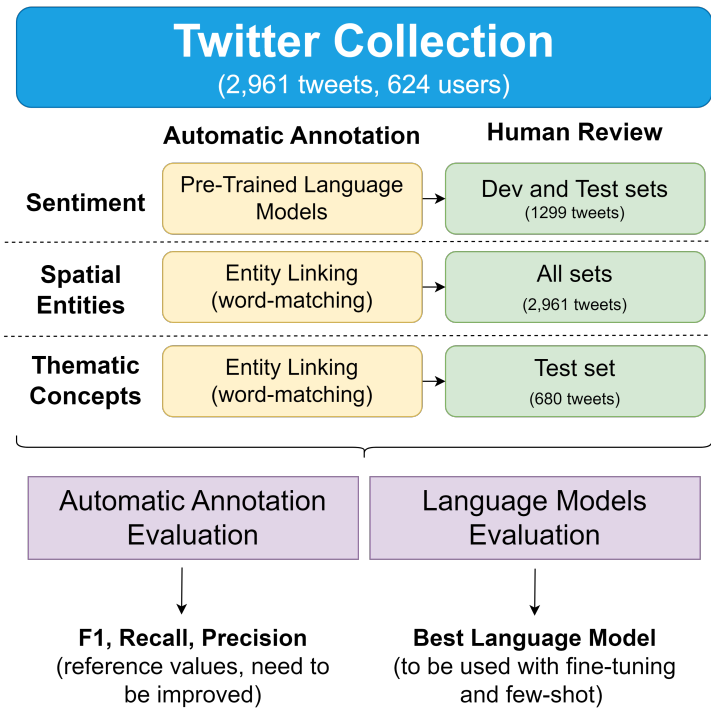 Twitter Collection
(2,961 tweets, 624 users)
Automatic Annotation
Human Review
Sentiment
Pre-Trained Language
Models
Dev and Test sets
(1299 tweets)
Spatial
Entities
Entity Linking
(word-matching)
All sets
(2,961 tweets)
Thematic
Concepts
Entity Linking
(word-matching)
Test set
(680 tweets)
Automatic Annotation
Evaluation
Language Models
Evaluation
F1, Recall, Precision
(reference values, need to
be improved)
Best Language Model
(to be used with fine-tuning
and few-shot)